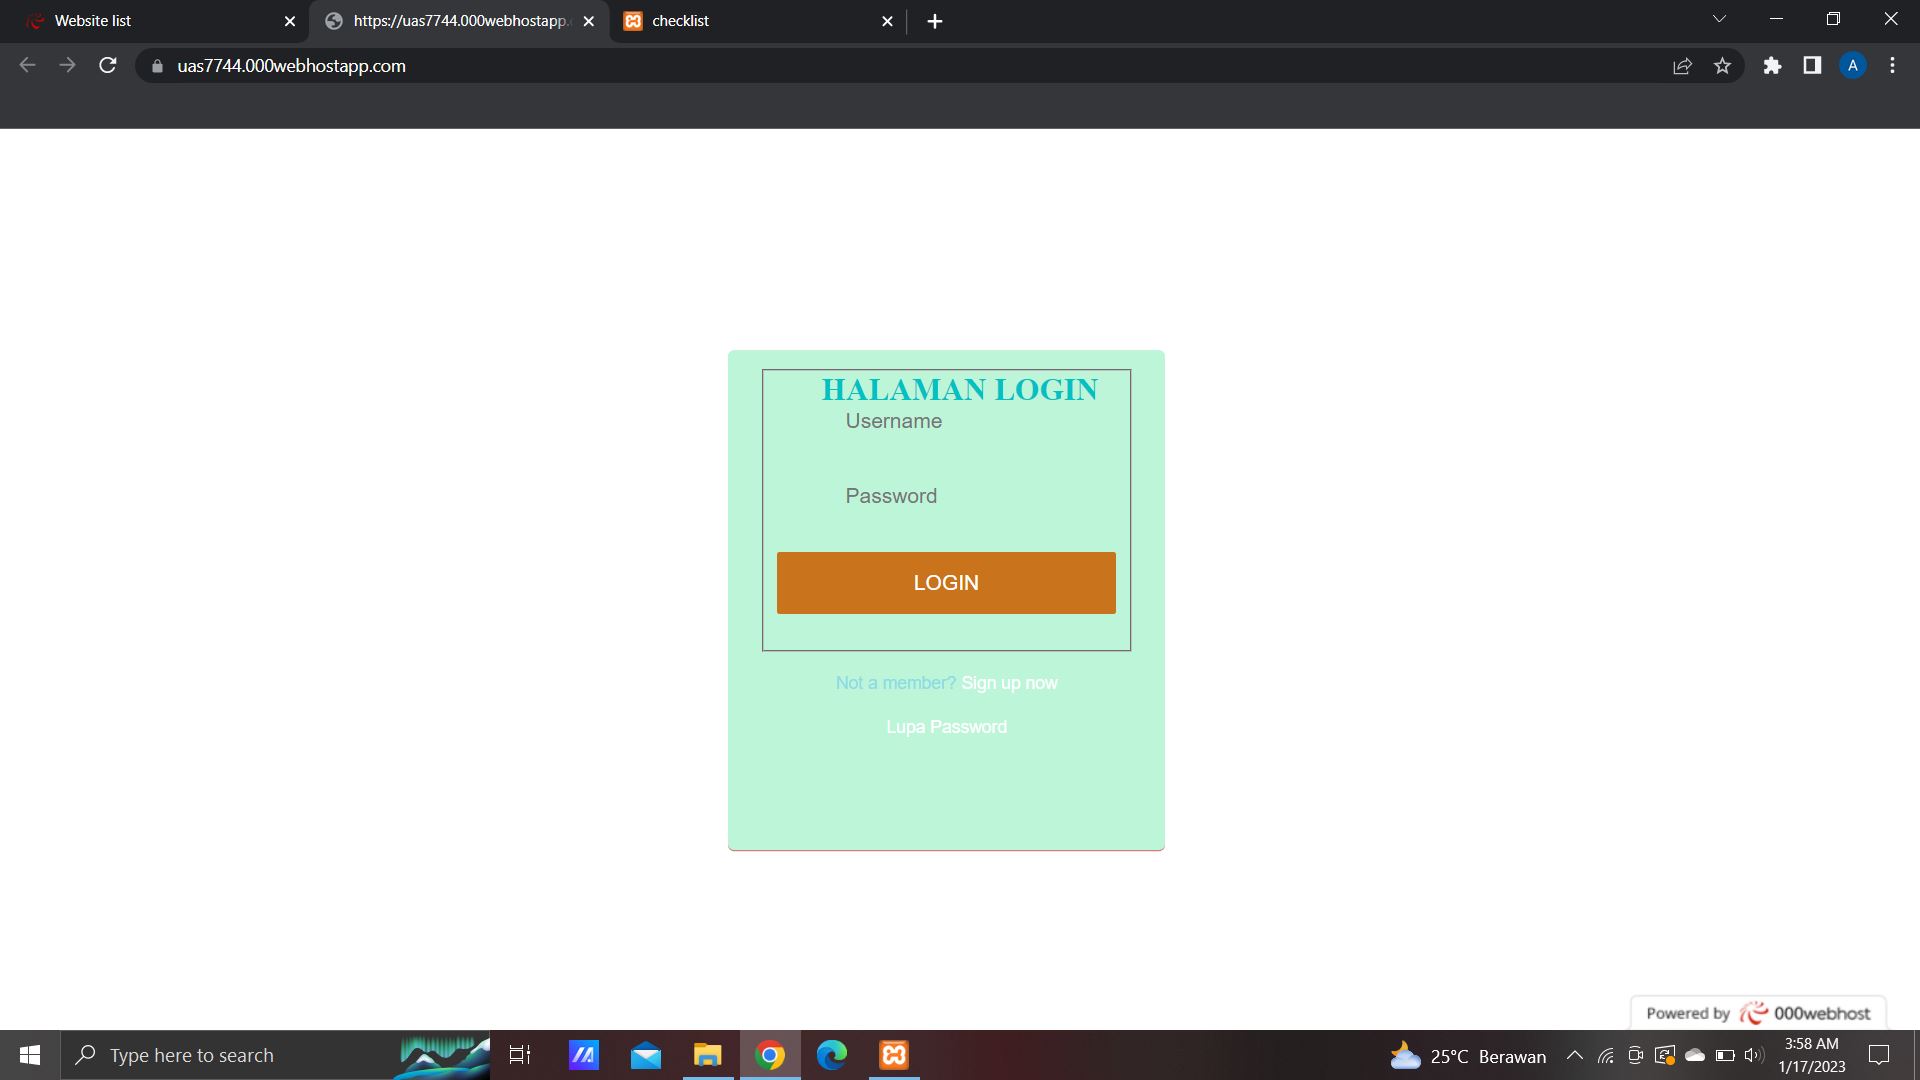 Website list
https://uas7744.000webhostapp.
checklist
uas7744.000webhostapp.com
A
HALAMAN LOGIN
Username
Password
LOGIN
Not a member? Sign up now
Lupa Password
Powered by 000webhost
Type here to search
25°C Berawan
3:58 AM
1/17/2023